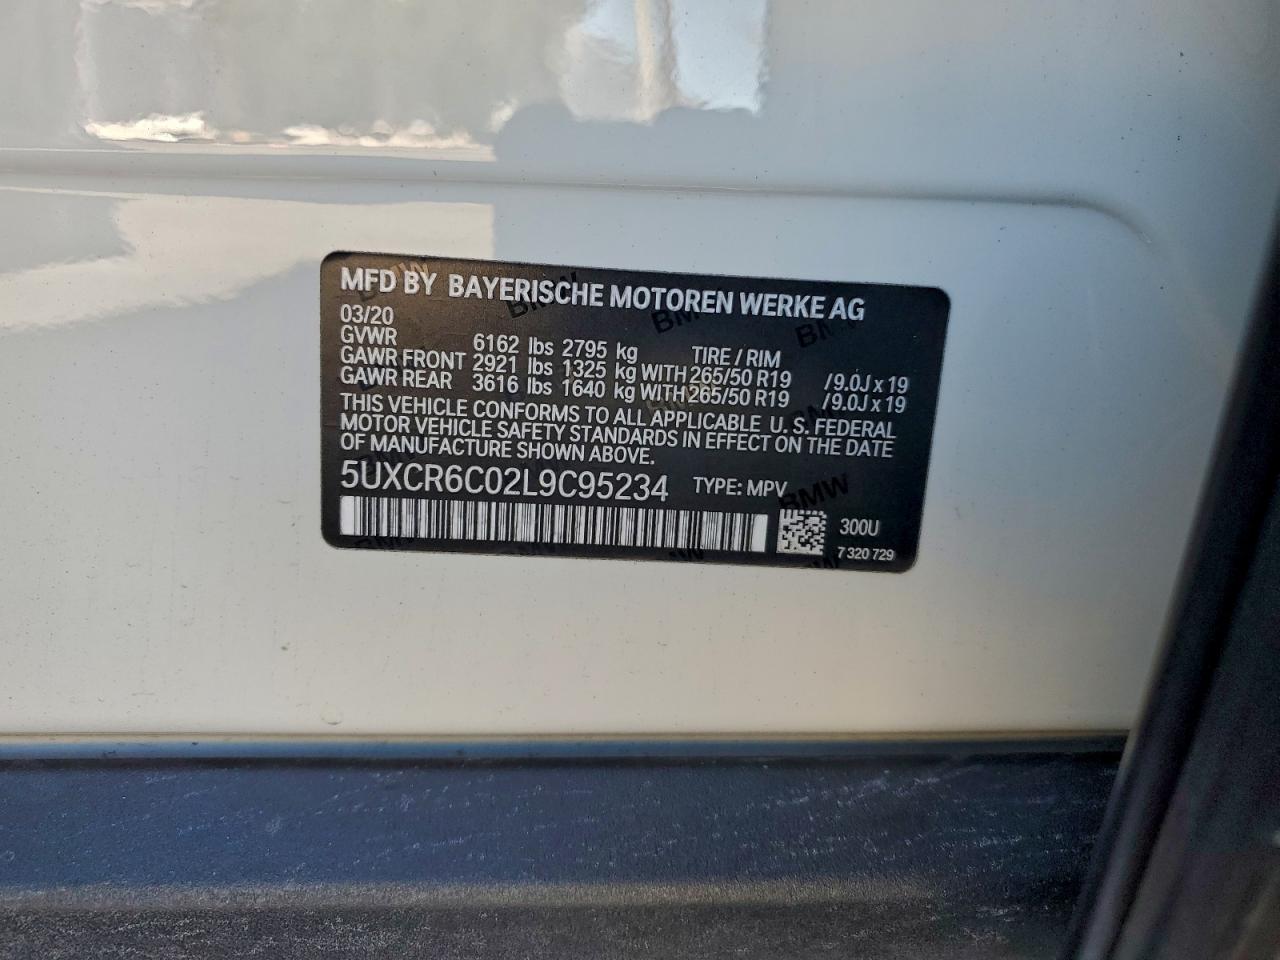 MFD BY BAYERISCHE MOTOREN WERKE AG
03/20
GVWR 6162 lbs 2795 kg TIRE / RIM
GAWR FRONT 2921 lbs 1325 kg WITH 265/50 R19 /9.0J x 19
GAWR REAR 3616 lbs 1640 kg WITH 265/50 R19 /9.0J x 19
THIS VEHICLE CONFORMS TO ALL APPLICABLE U. S. FEDERAL
MOTOR VEHICLE SAFETY STANDARDS IN EFFECT ON THE DATE
OF MANUFACTURE SHOWN ABOVE.
5UXCR6C02L9C95234 TYPE: MPV
BMW
300U
7 320 729